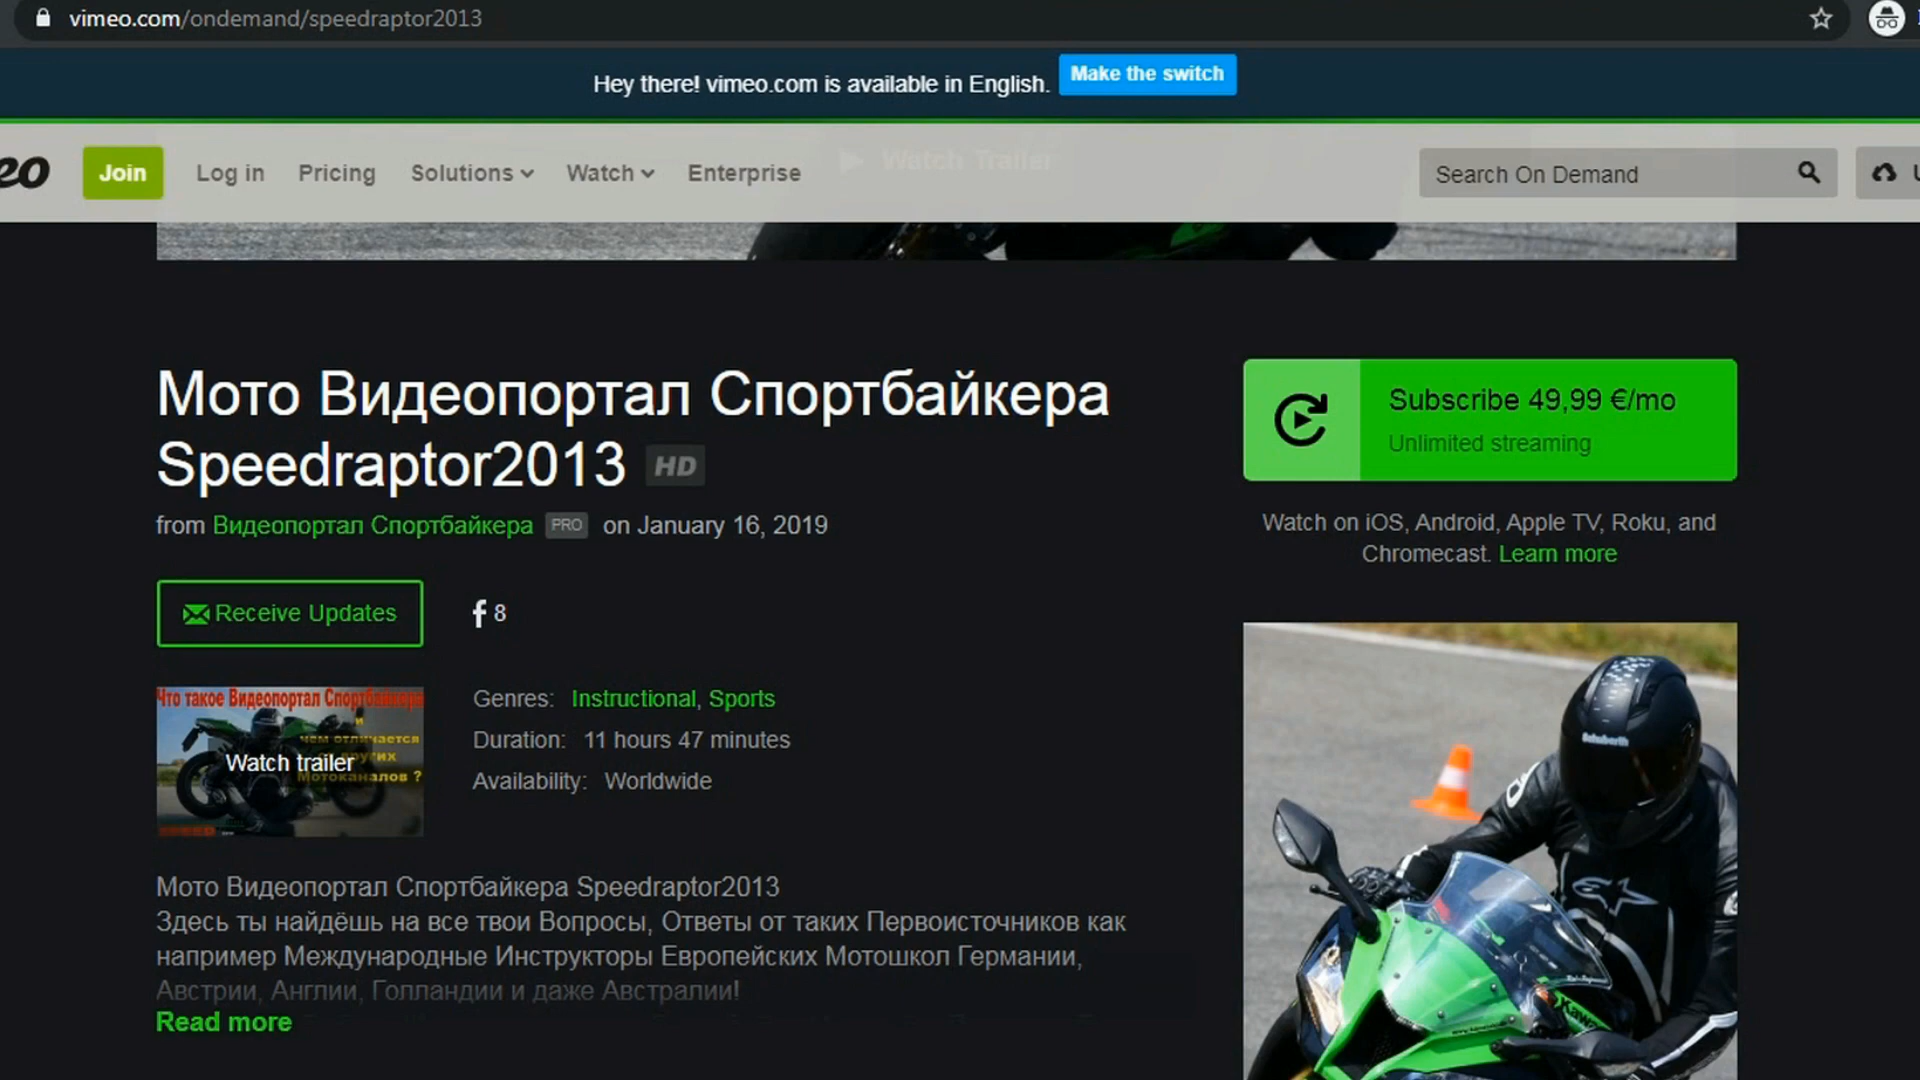 vimeo.com/ondemand/speedraptor2013
Hey there! vimeo.com is available in English.
Make the switch
eo
Join
Log in
Pricing
Solutions
Watch
Enterprise
Watch Trailer
Search On Demand
U
Мото Видеопортал Спортбайкера
Speedraptor2013 HD
from Видеопортал Спортбайкера PRO on January 16, 2019
Receive Updates
8
Subscribe 49,99 €/mo
Unlimited streaming
Watch on iOS, Android, Apple TV, Roku, and
Chromecast. Learn more
Что такое Видеопортал Спортбайкера
и
чем отличается
от других
Мотоканалов ?
Watch trailer
Genres: Instructional, Sports
Duration: 11 hours 47 minutes
Availability: Worldwide
Schuberth
Мото Видеопортал Спортбайкера Speedraptor2013
Здесь ты найдёшь на все твои Вопросы, Ответы от таких Первоисточников как
например Международные Инструкторы Европейских Мотошкол Германии,
Австрии, Англии, Голландии и даже Австралии!
Read more